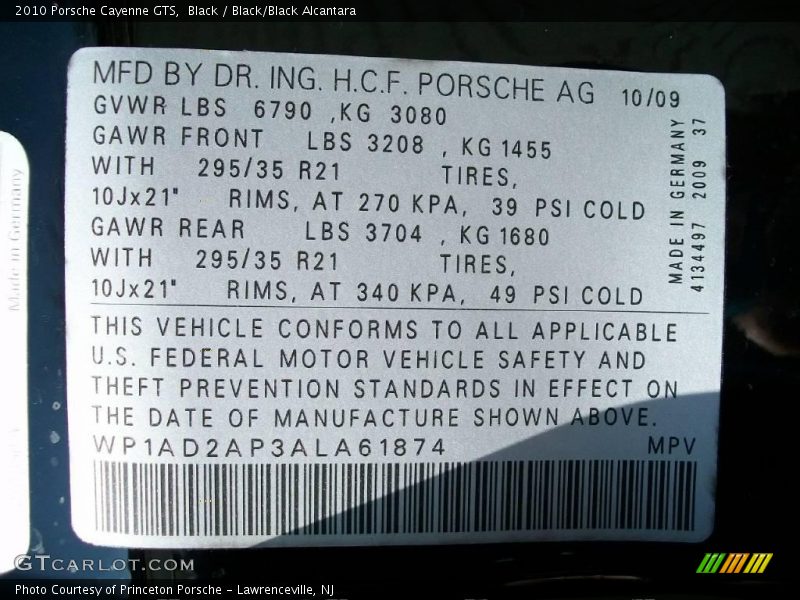 2010 Porsche Cayenne GTS,  Black / Black/Black Alcantara
MFD BY DR. ING. H.C.F. PORSCHE AG 10/09
GVWR LBS 6790 ,KG 3080
GAWR FRONT LBS 3208 , KG 1455
WITH 295/35 R21 TIRES,
10Jx21" RIMS, AT 270 KPA, 39 PSI COLD
GAWR REAR LBS 3704 , KG 1680
WITH 295/35 R21 TIRES,
10Jx21" RIMS, AT 340 KPA, 49 PSI COLD
MADE IN GERMANY
4134497 2009 37
THIS VEHICLE CONFORMS TO ALL APPLICABLE
U.S. FEDERAL MOTOR VEHICLE SAFETY AND
THEFT PREVENTION STANDARDS IN EFFECT ON
THE DATE OF MANUFACTURE SHOWN ABOVE.
WP1AD2AP3ALA61874 MPV
Made in Germany
GTCARLOT.COM
Photo Courtesy of Princeton Porsche - Lawrenceville, NJ